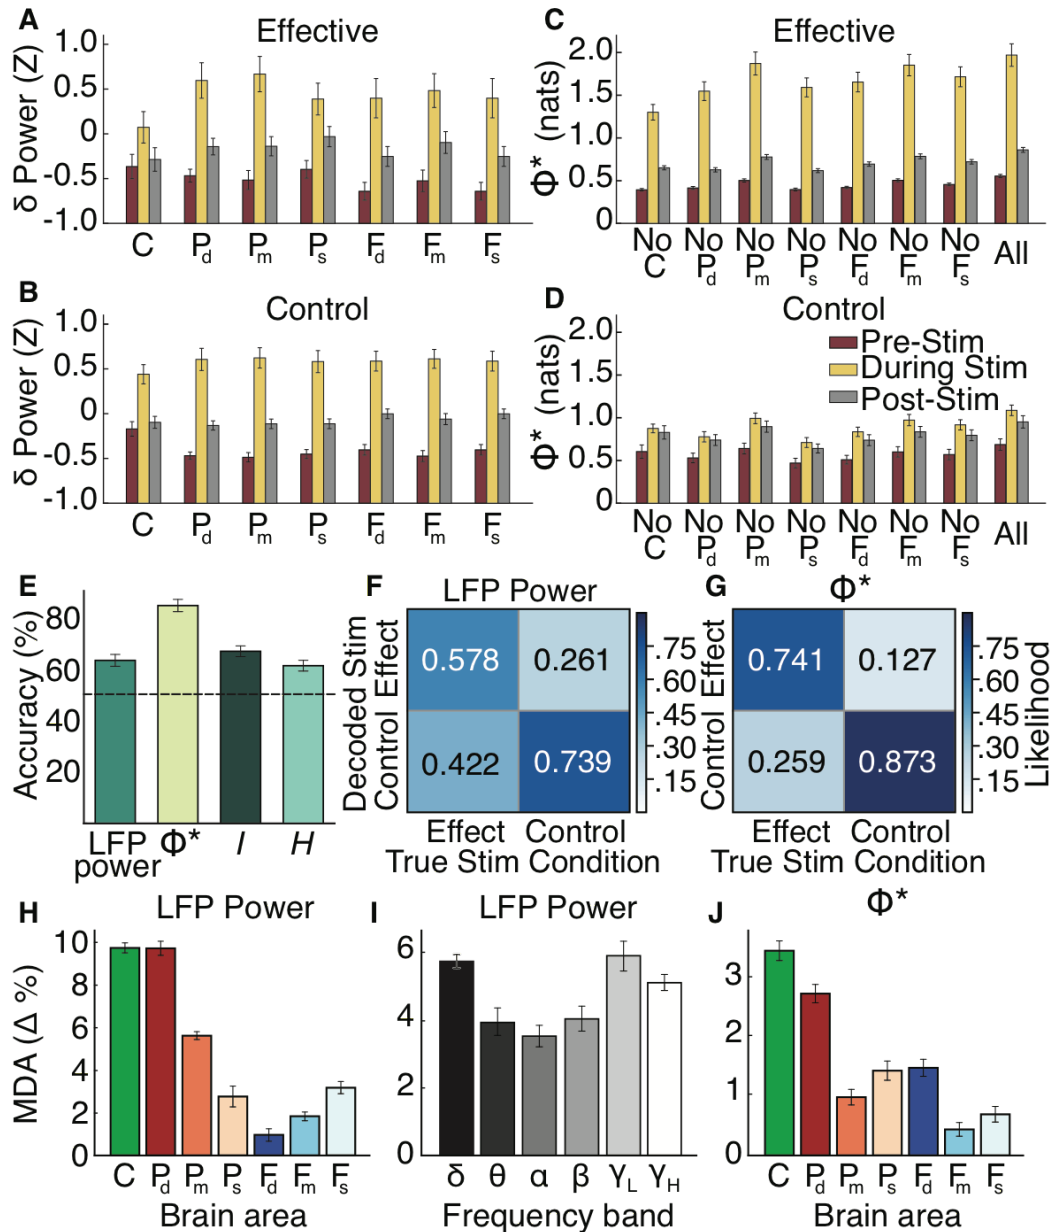 A
Effective
δ Power (Z)
1.0
0.5
0
-0.5
-1.0
C Pd Pm Ps Fd Fm Fs
B
Control
δ Power (Z)
1.0
0.5
0
-0.5
-1.0
C Pd Pm Ps Fd Fm Fs
C
Effective
Φ* (nats)
2.0
1.5
1.0
0.5
0
No No No No No No No All
C Pd Pm Ps Fd Fm Fs
D
Control
Pre-Stim
During Stim
Post-Stim
Φ* (nats)
2.0
1.5
1.0
0.5
0
No No No No No No No All
C Pd Pm Ps Fd Fm Fs
E
Accuracy (%)
80
60
40
20
LFP power Φ* I H
F
LFP Power
Decoded Stim
Control Effect
0.578 0.261
0.422 0.739
.75
.60
.45
.30
.15
Effect Control
True Stim Condition
G
Φ*
Control Effect
0.741 0.127
0.259 0.873
.75
.60
.45
.30
.15
Likelihood
Effect Control
True Stim Condition
H
LFP Power
MDA (Δ %)
10
8
6
4
2
0
C Pd Pm Ps Fd Fm Fs
Brain area
I
LFP Power
6
4
2
0
δ θ α β γL γH
Frequency band
J
Φ*
3
2
1
0
C Pd Pm Ps Fd Fm Fs
Brain area